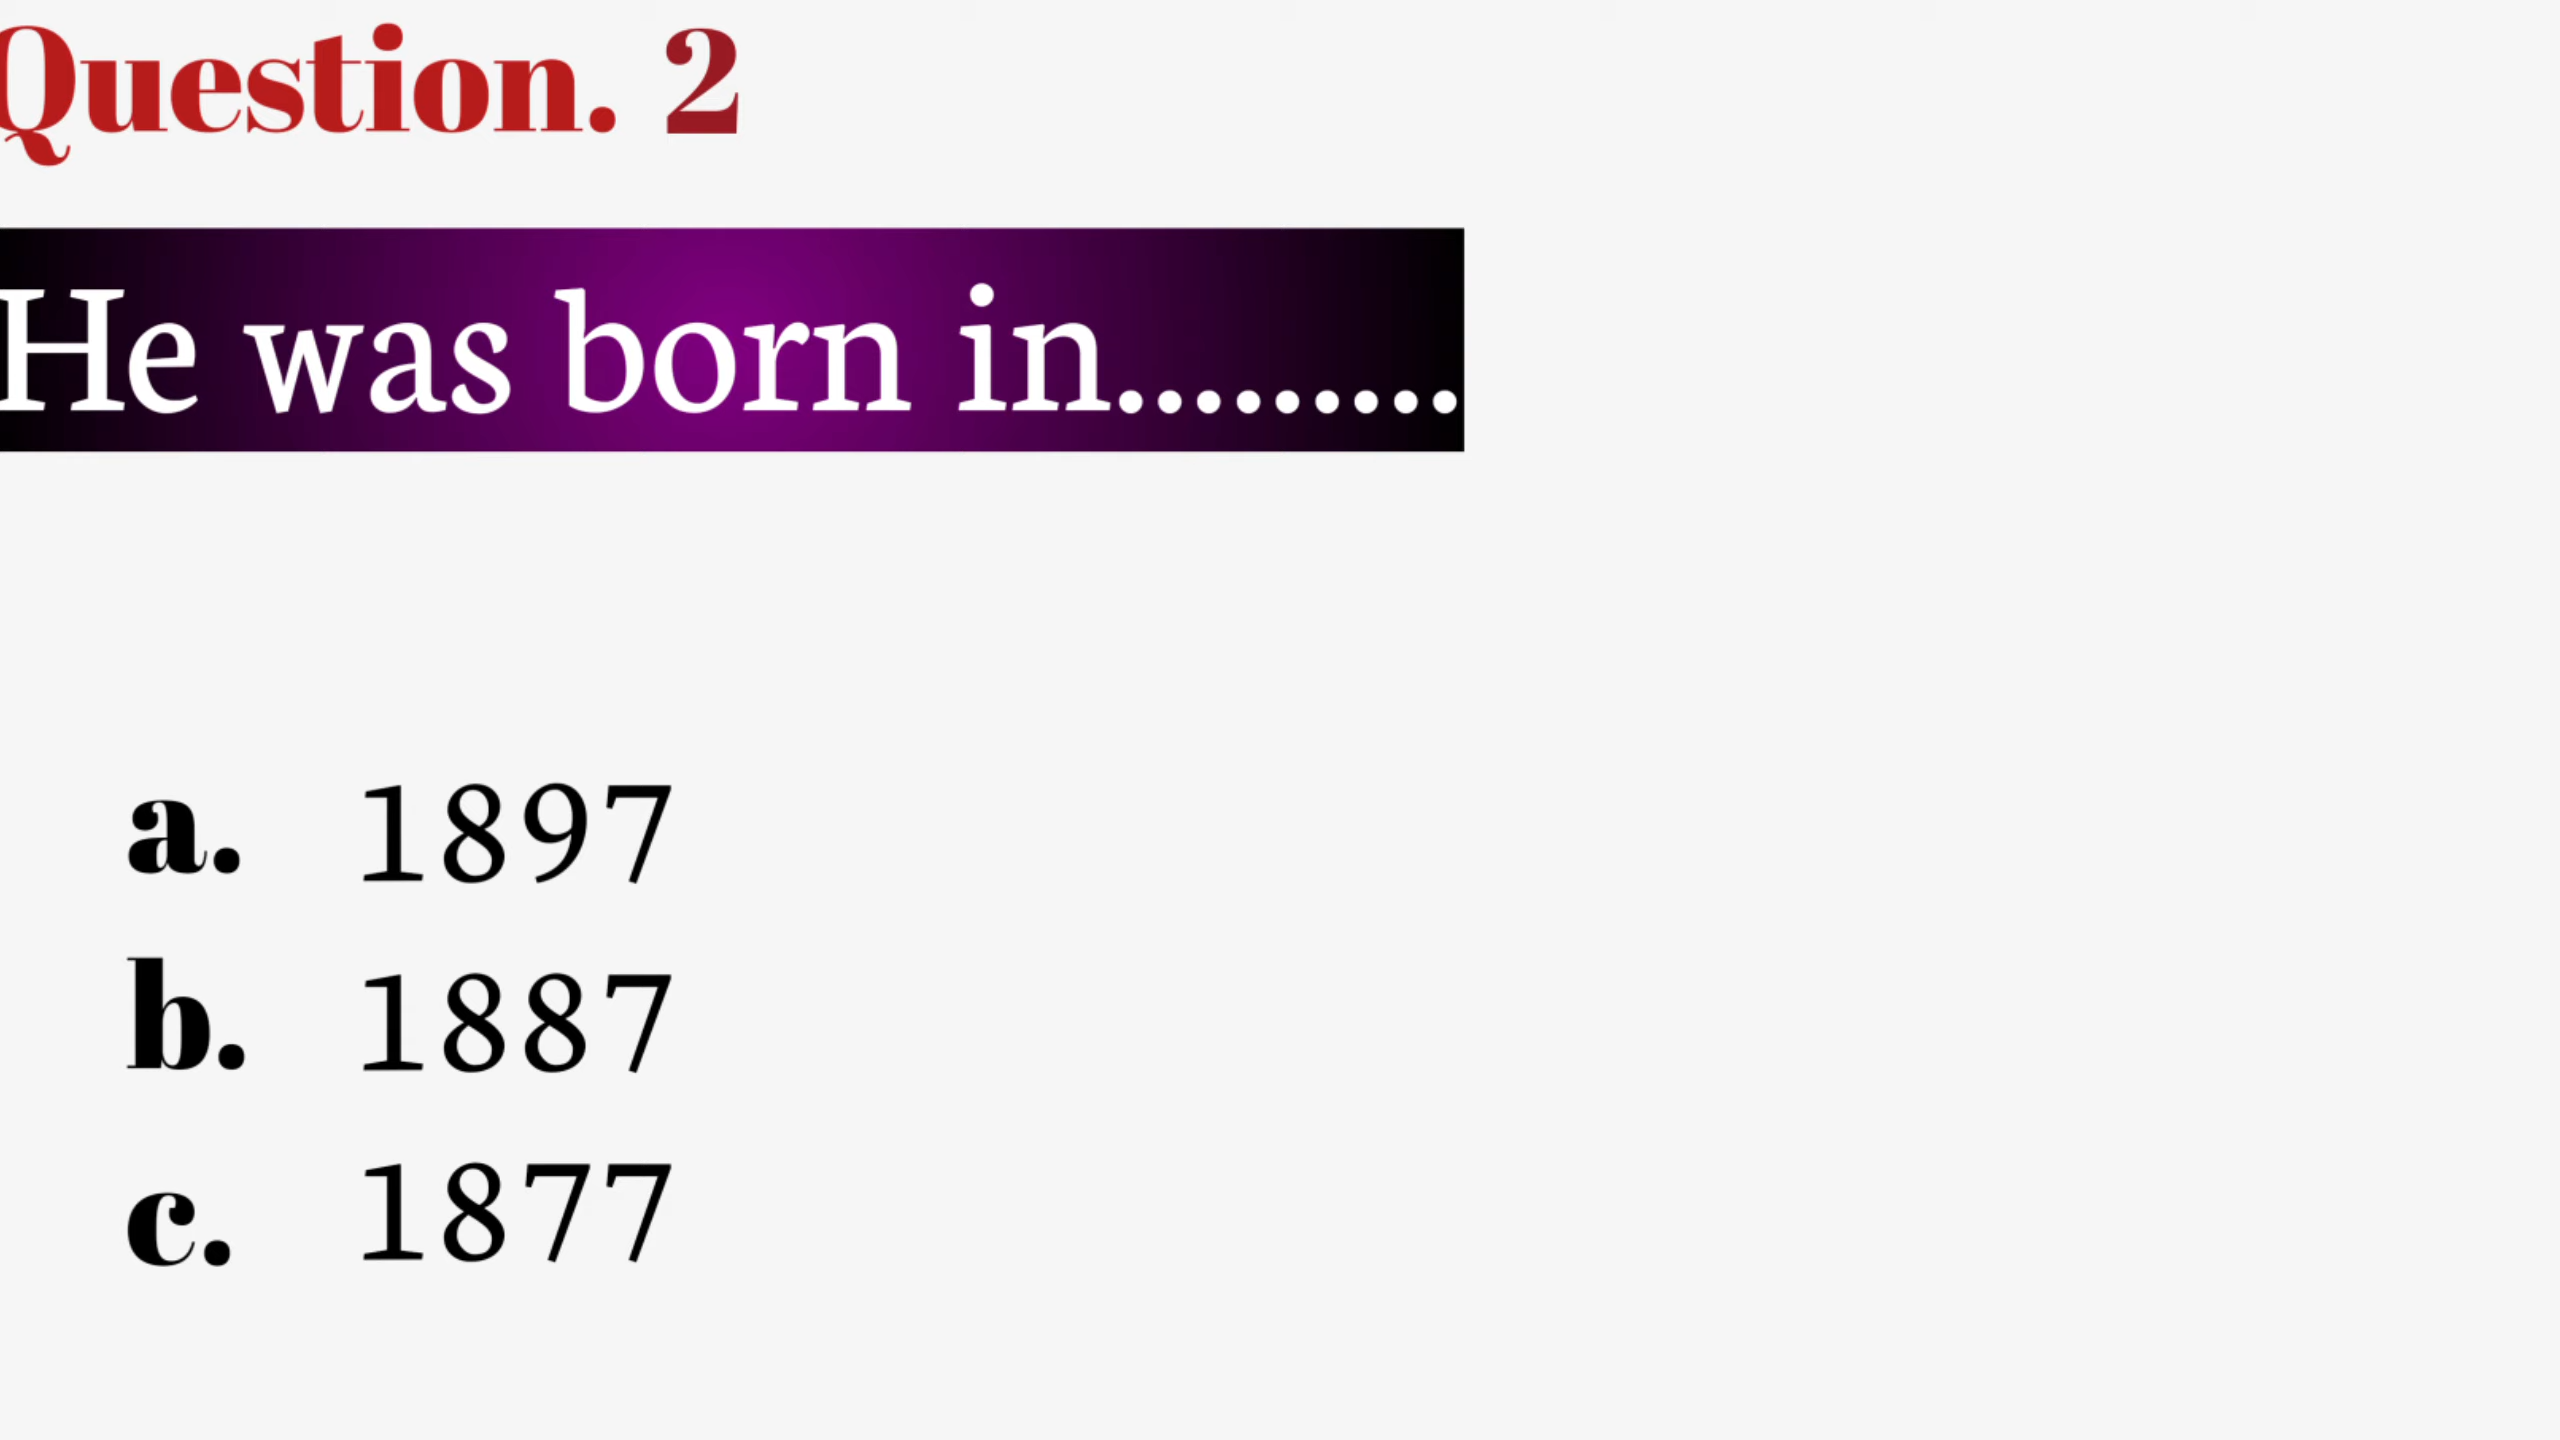 Question. 2
He was born in.........
a. 1897
b. 1887
c. 1877